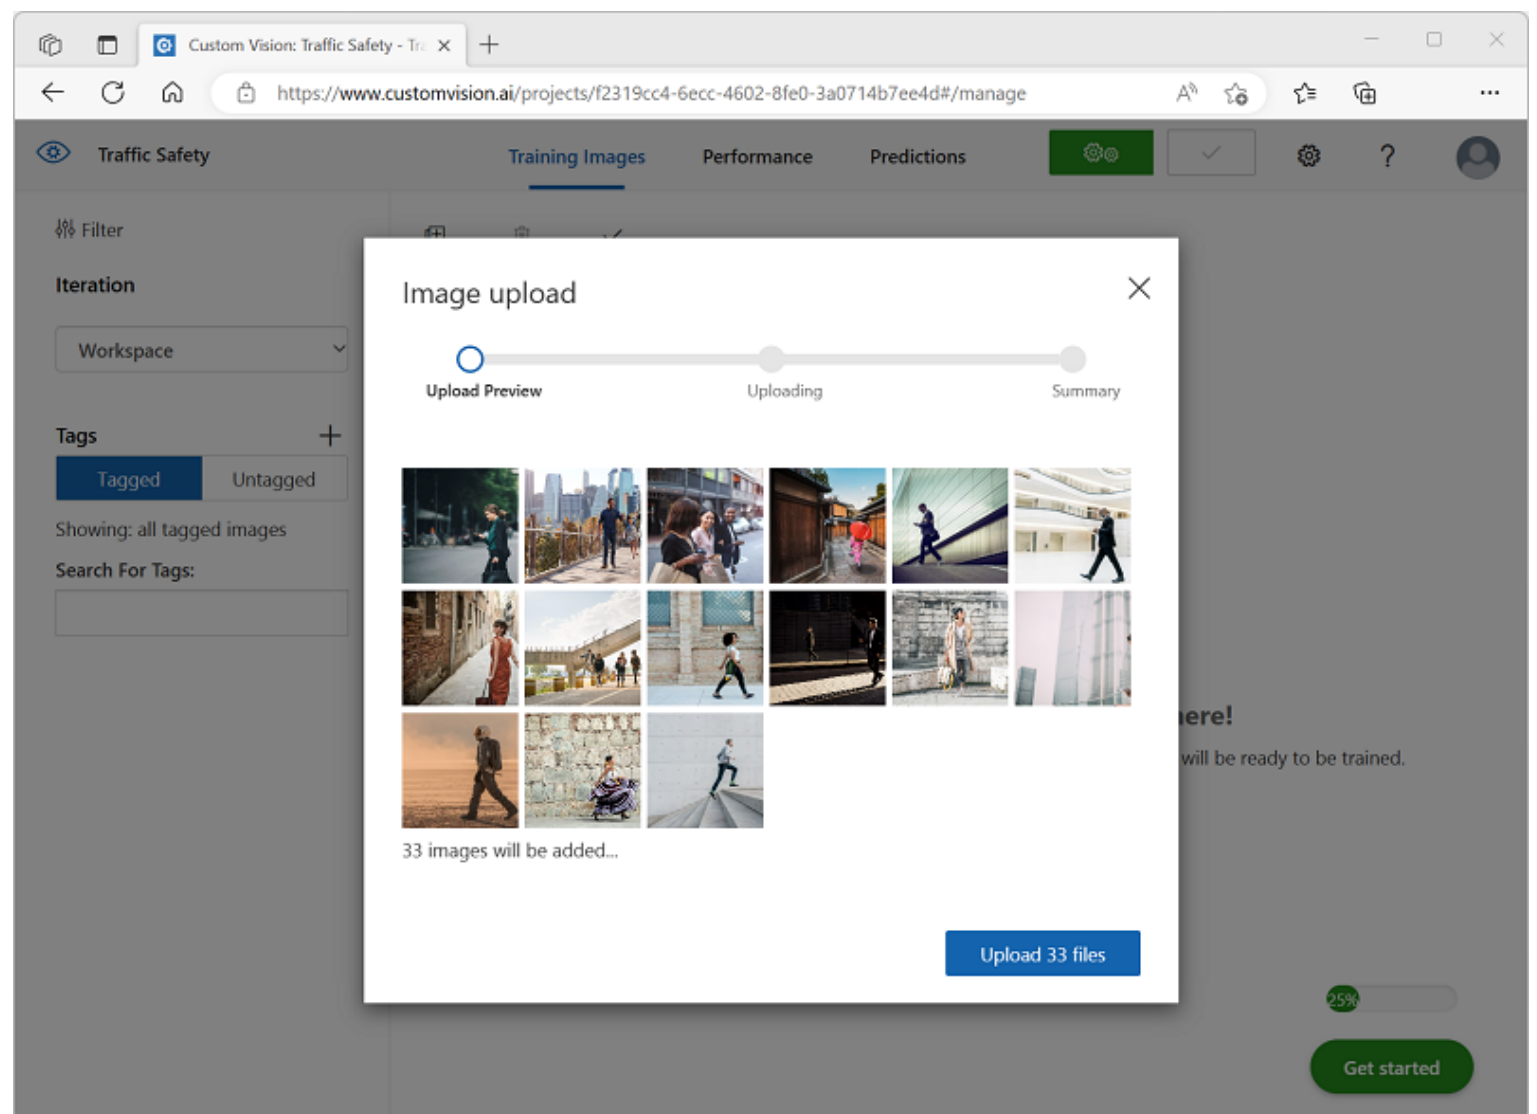 Custom Vision: Traffic Safety - Tra
https://www.customvision.ai/projects/f2319cc4-6ecc-4602-8fe0-3a0714b7ee4d#/manage
Traffic Safety
Training Images
Performance
Predictions
?
Filter
Iteration
Workspace
Tags
Tagged
Untagged
Showing: all tagged images
Search For Tags:
Image upload
Upload Preview
Uploading
Summary
33 images will be added...
Upload 33 files
here!
will be ready to be trained.
25%
Get started